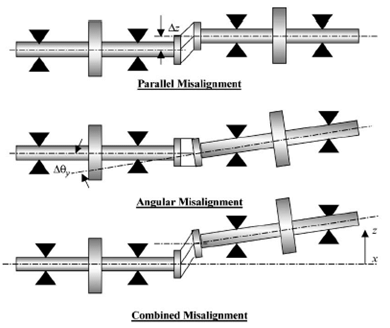 Δz
Parallel Misalignment
Δθy
Angular Misalignment
z
x
Combined Misalignment